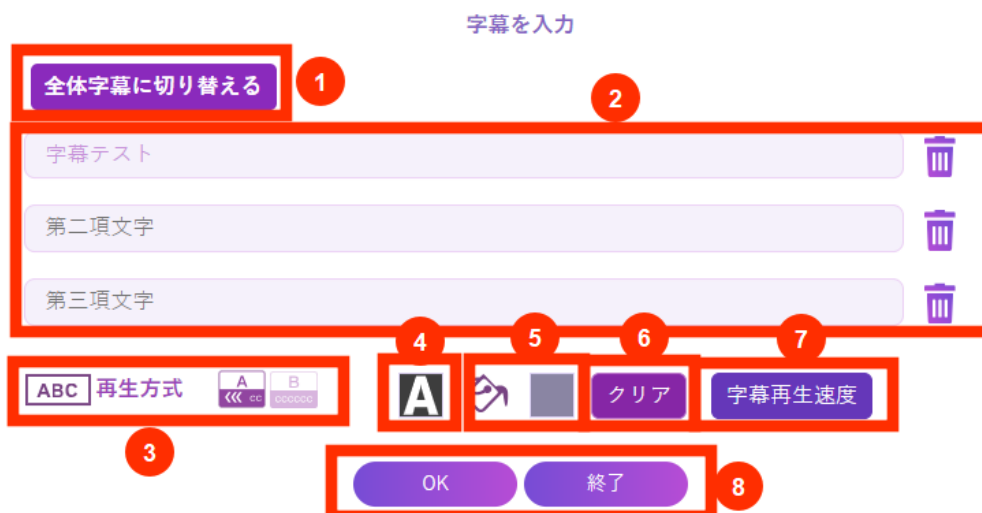 字幕を入力
全体字幕に切り替える
1
2
字幕テスト
第二項文字
第三項文字
4
5
6
7
ABC 再生方式
A
cc
B
cccccc
A
クリア
字幕再生速度
3
OK
終了
8